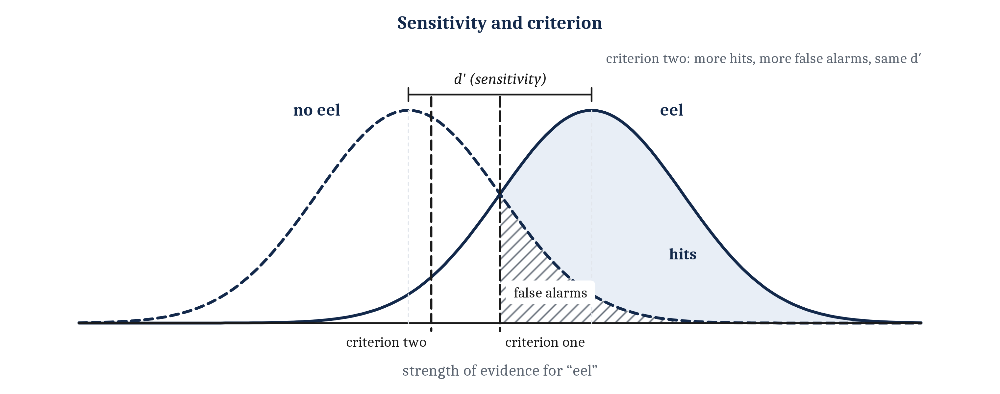 Sensitivity and criterion
criterion two: more hits, more false alarms, same d′
d′ (sensitivity)
no eel
eel
hits
false alarms
criterion two
criterion one
strength of evidence for “eel”